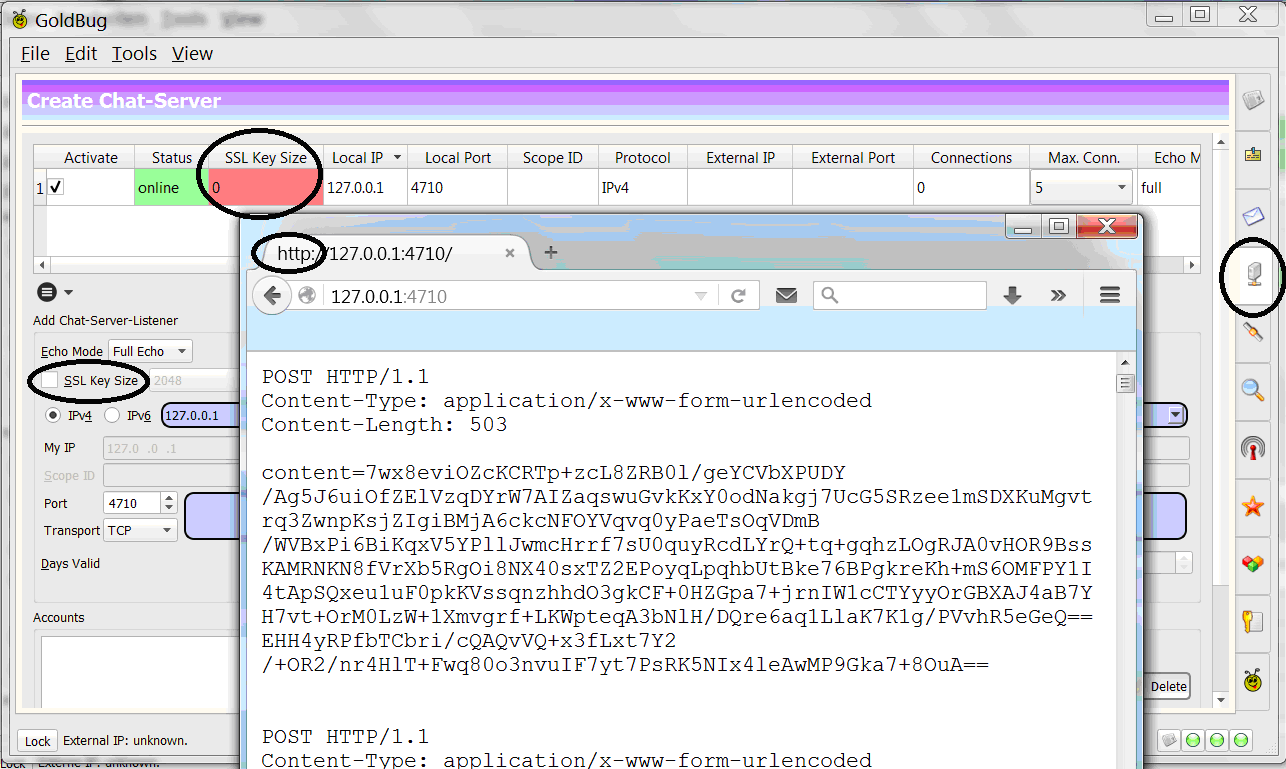 GoldBug
File Edit Tools View
Create Chat-Server
Activate Status SSL Key Size Local IP Local Port Scope ID Protocol External IP External Port Connections Max. Conn. Echo M
1 online 0 127.0.0.1 4710 IPv4 0 5 full
http://127.0.0.1:4710/
127.0.0.1:4710
Add Chat-Server-Listener
Echo Mode Full Echo
SSL Key Size 2048
IPv4 IPv6 127.0.0.1
My IP 127.0 .0 .1
Scope ID
Port 4710
Transport TCP
Days Valid
Accounts
POST HTTP/1.1
Content-Type: application/x-www-form-urlencoded
Content-Length: 503
content=7wx8eviOZcKCRTp+zcL8ZRB0l/geYCVbXPUDY
/Ag5J6uiOfZElVzqDYrW7AIZaqswuGvkKxY0odNakgj7UcG5SRzee1mSDXKuMgvt
rq3ZwnpKsjZIgiBMjA6ckcNFOYVqvq0yPaeTsOqVDmB
/WVBxPi6BiKqxV5YPllJwmcHrrf7sU0quyRcdLYrQ+tq+gqhzLOgRJA0vHOR9Bss
KAMRNKN8fVrXb5RgOi8NX40sxTZ2EPoyqLpqhbUtBke76BPgkreKh+mS6OMFPY1I
4tApSQxeu1uF0pkKVssqnzhhdO3gkCF+0HZGpa7+jrnIW1cCTYyyOrGBXAJ4aB7Y
H7vt+OrM0LzW+1Xmvgrf+LKWpteqA3bNlH/DQre6aq1LlaK7K1g/PVvhR5eGeQ==
EHH4yRPfbTCbri/cQAQvVQ+x3fLxt7Y2
/+OR2/nr4HlT+Fwq80o3nvuIF7yt7PsRK5NIx4leAwMP9Gka7+8OuA==
POST HTTP/1.1
Content-Type: application/x-www-form-urlencoded
Delete
Lock External IP: unknown.
Lock Externe IP: unknown.